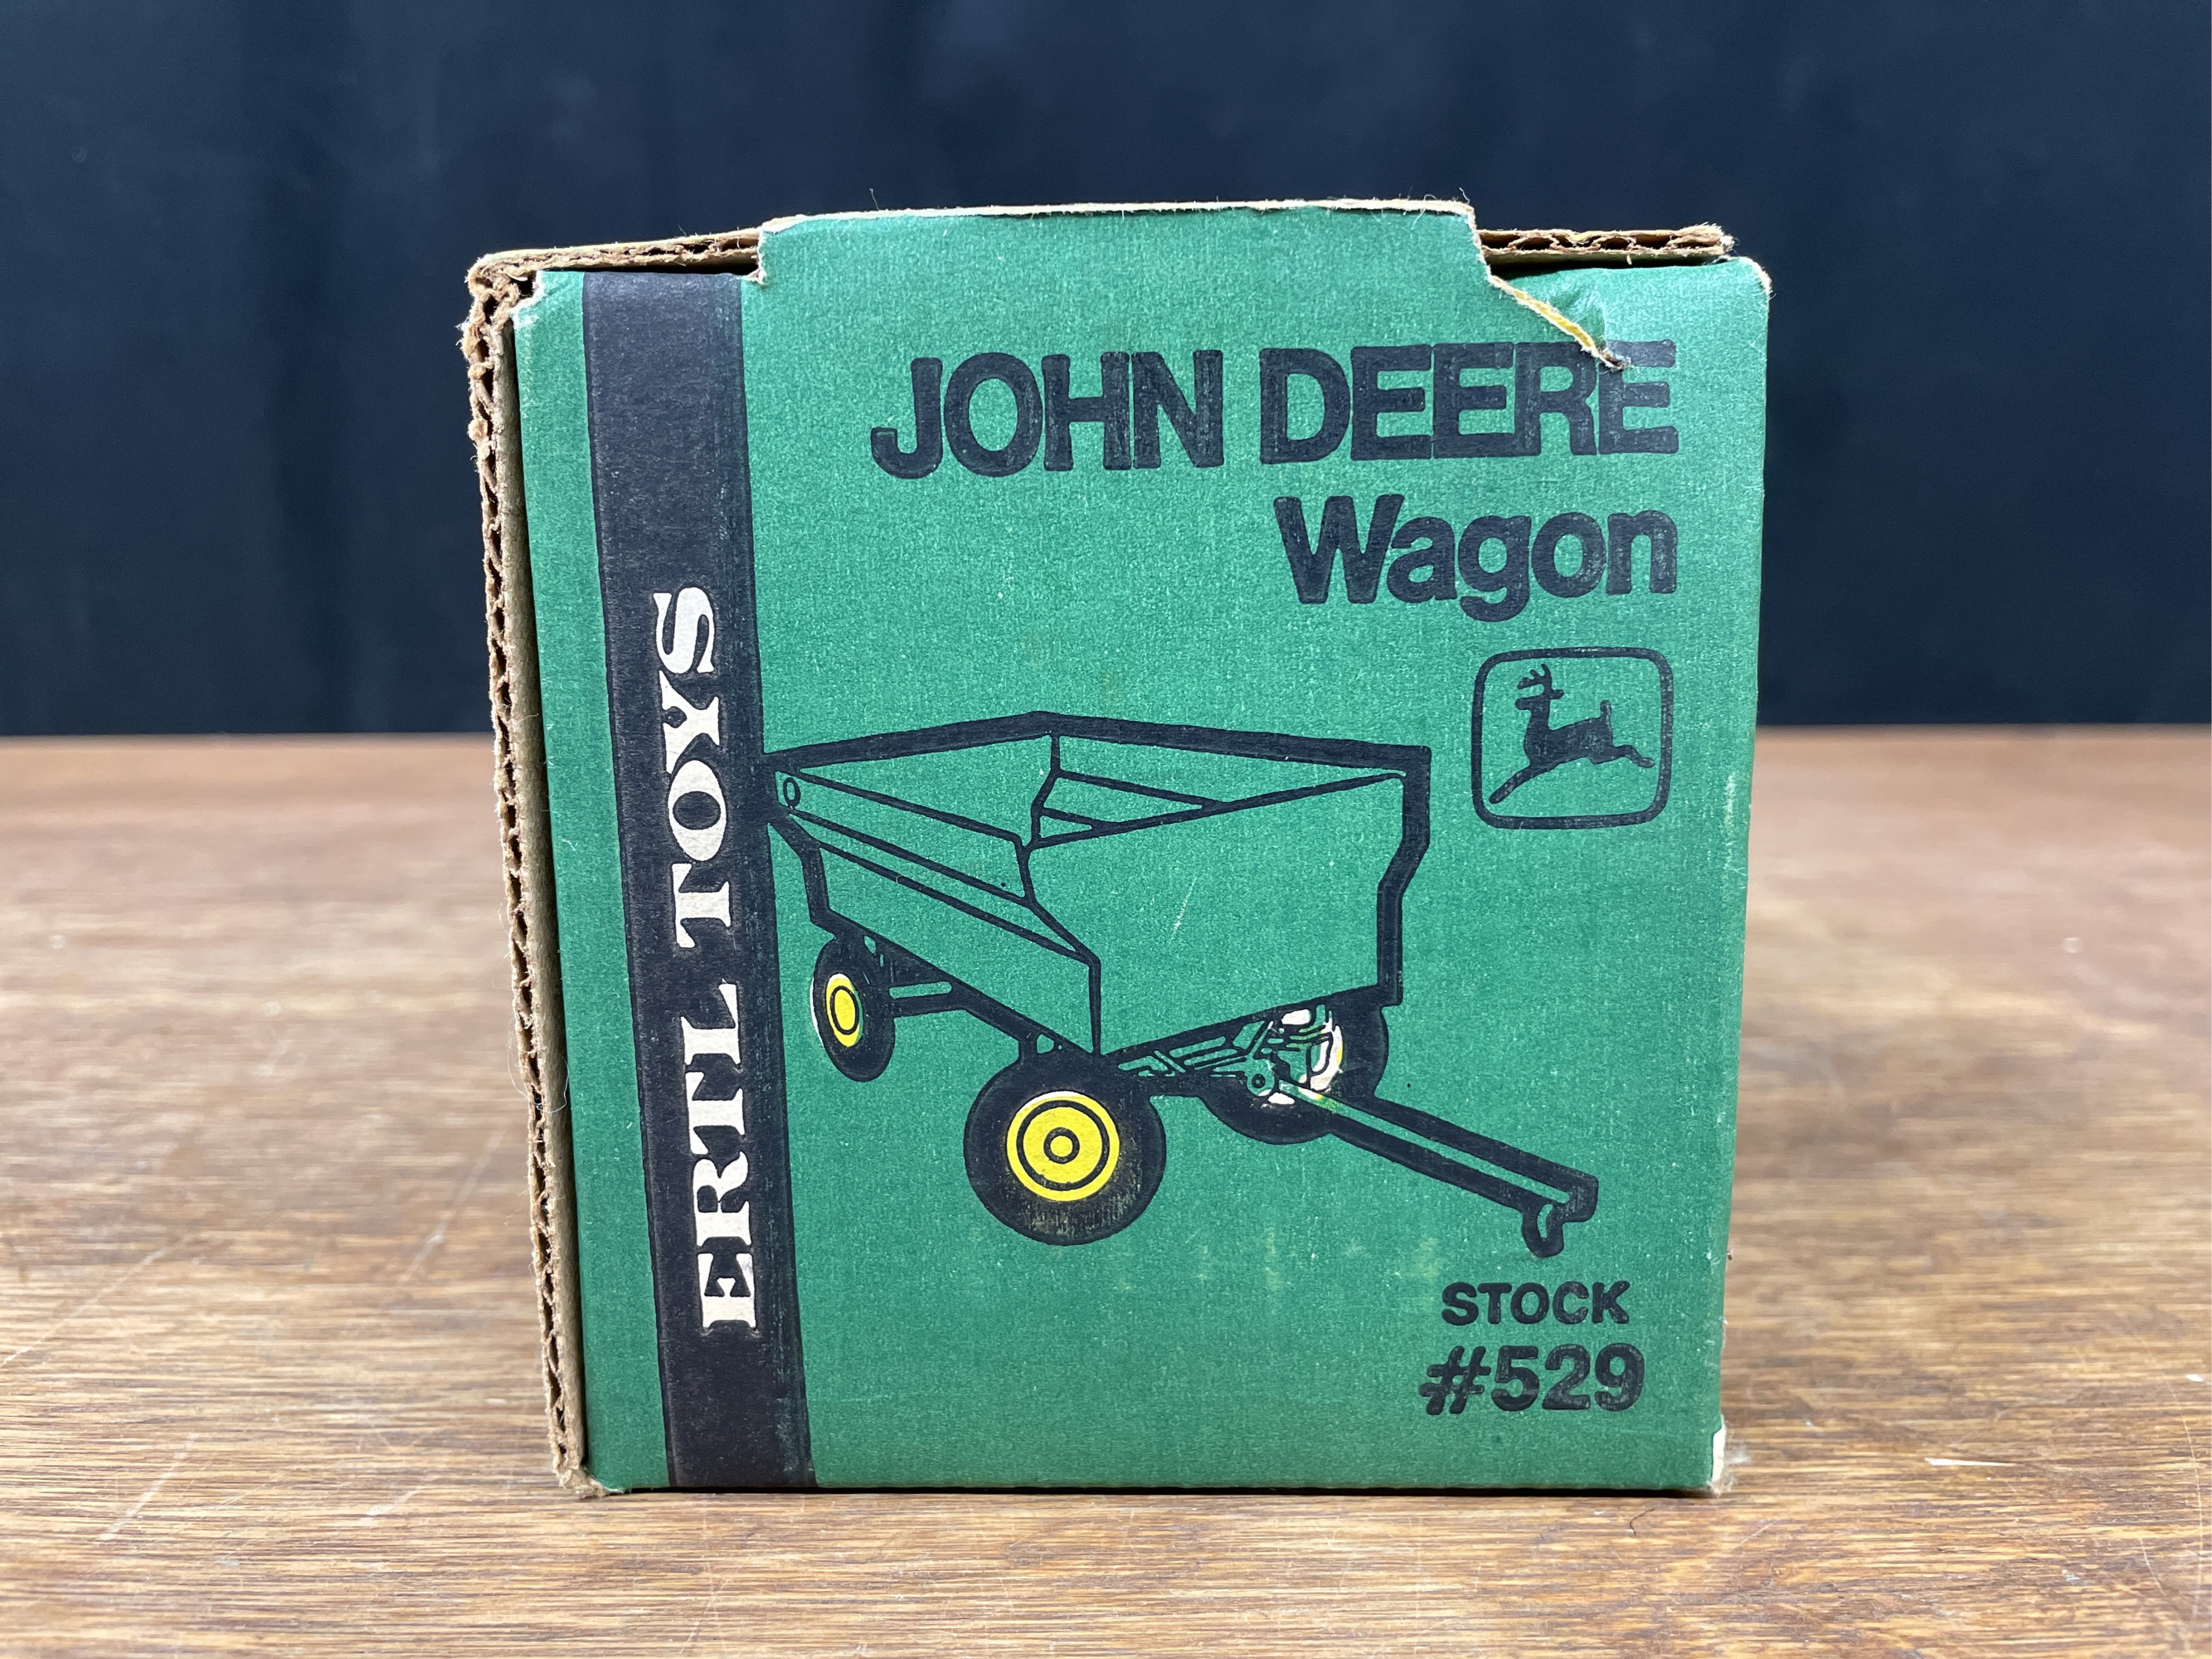 JOHN DEERE
Wagon
ERTL TOYS
STOCK
#529